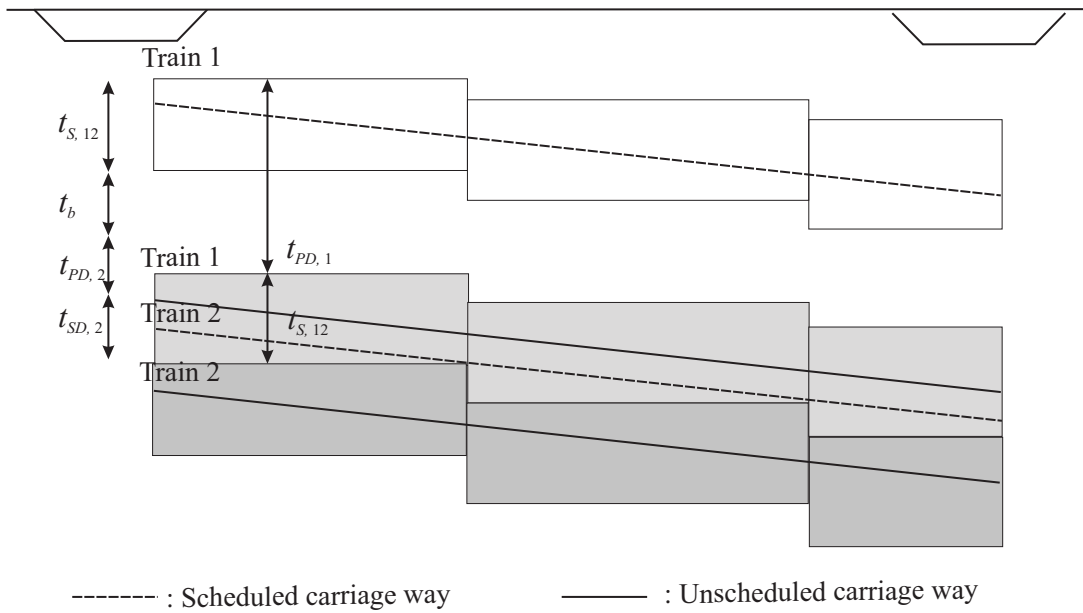 Train 1
t_{S, 12}
t_b
t_{PD, 2}
Train 1
t_{PD, 1}
t_{SD, 2}
Train 2
t_{S, 12}
Train 2
: Scheduled carriage way
: Unscheduled carriage way